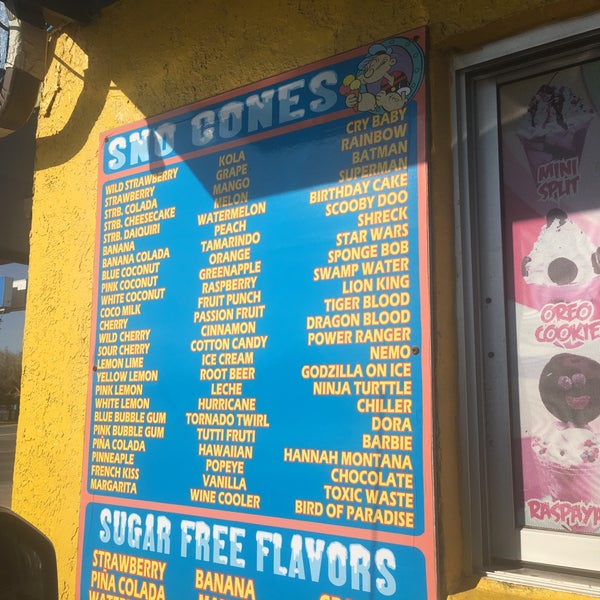 SNO CONES
WILD STRAWBERRY
STRAWBERRY
STRB. COLADA
STRB. CHEESECAKE
STRB. DAIQUIRI
BANANA
BANANA COLADA
BLUE COCONUT
PINK COCONUT
WHITE COCONUT
COCO MILK
CHERRY
WILD CHERRY
SOUR CHERRY
LEMON LIME
YELLOW LEMON
PINK LEMON
WHITE LEMON
BLUE BUBBLE GUM
PINK BUBBLE GUM
PIÑA COLADA
PINNEAPLE
FRENCH KISS
MARGARITA
KOLA
GRAPE
MANGO
MELON
WATERMELON
PEACH
TAMARINDO
ORANGE
GREENAPPLE
RASPBERRY
FRUIT PUNCH
PASSION FRUIT
CINNAMON
COTTON CANDY
ICE CREAM
ROOT BEER
LECHE
HURRICANE
TORNADO TWIRL
TUTTI FRUTI
HAWAIIAN
POPEYE
VANILLA
WINE COOLER
CRY BABY
RAINBOW
BATMAN
SUPERMAN
BIRTHDAY CAKE
SCOOBY DOO
SHRECK
STAR WARS
SPONGE BOB
SWAMP WATER
LION KING
TIGER BLOOD
DRAGON BLOOD
POWER RANGER
NEMO
GODZILLA ON ICE
NINJA TURTTLE
CHILLER
DORA
BARBIE
HANNAH MONTANA
CHOCOLATE
TOXIC WASTE
BIRD OF PARADISE
SUGAR FREE FLAVORS
STRAWBERRY
PIÑA COLADA
BANANA
MINI
SPLIT
OREO
COOKIE